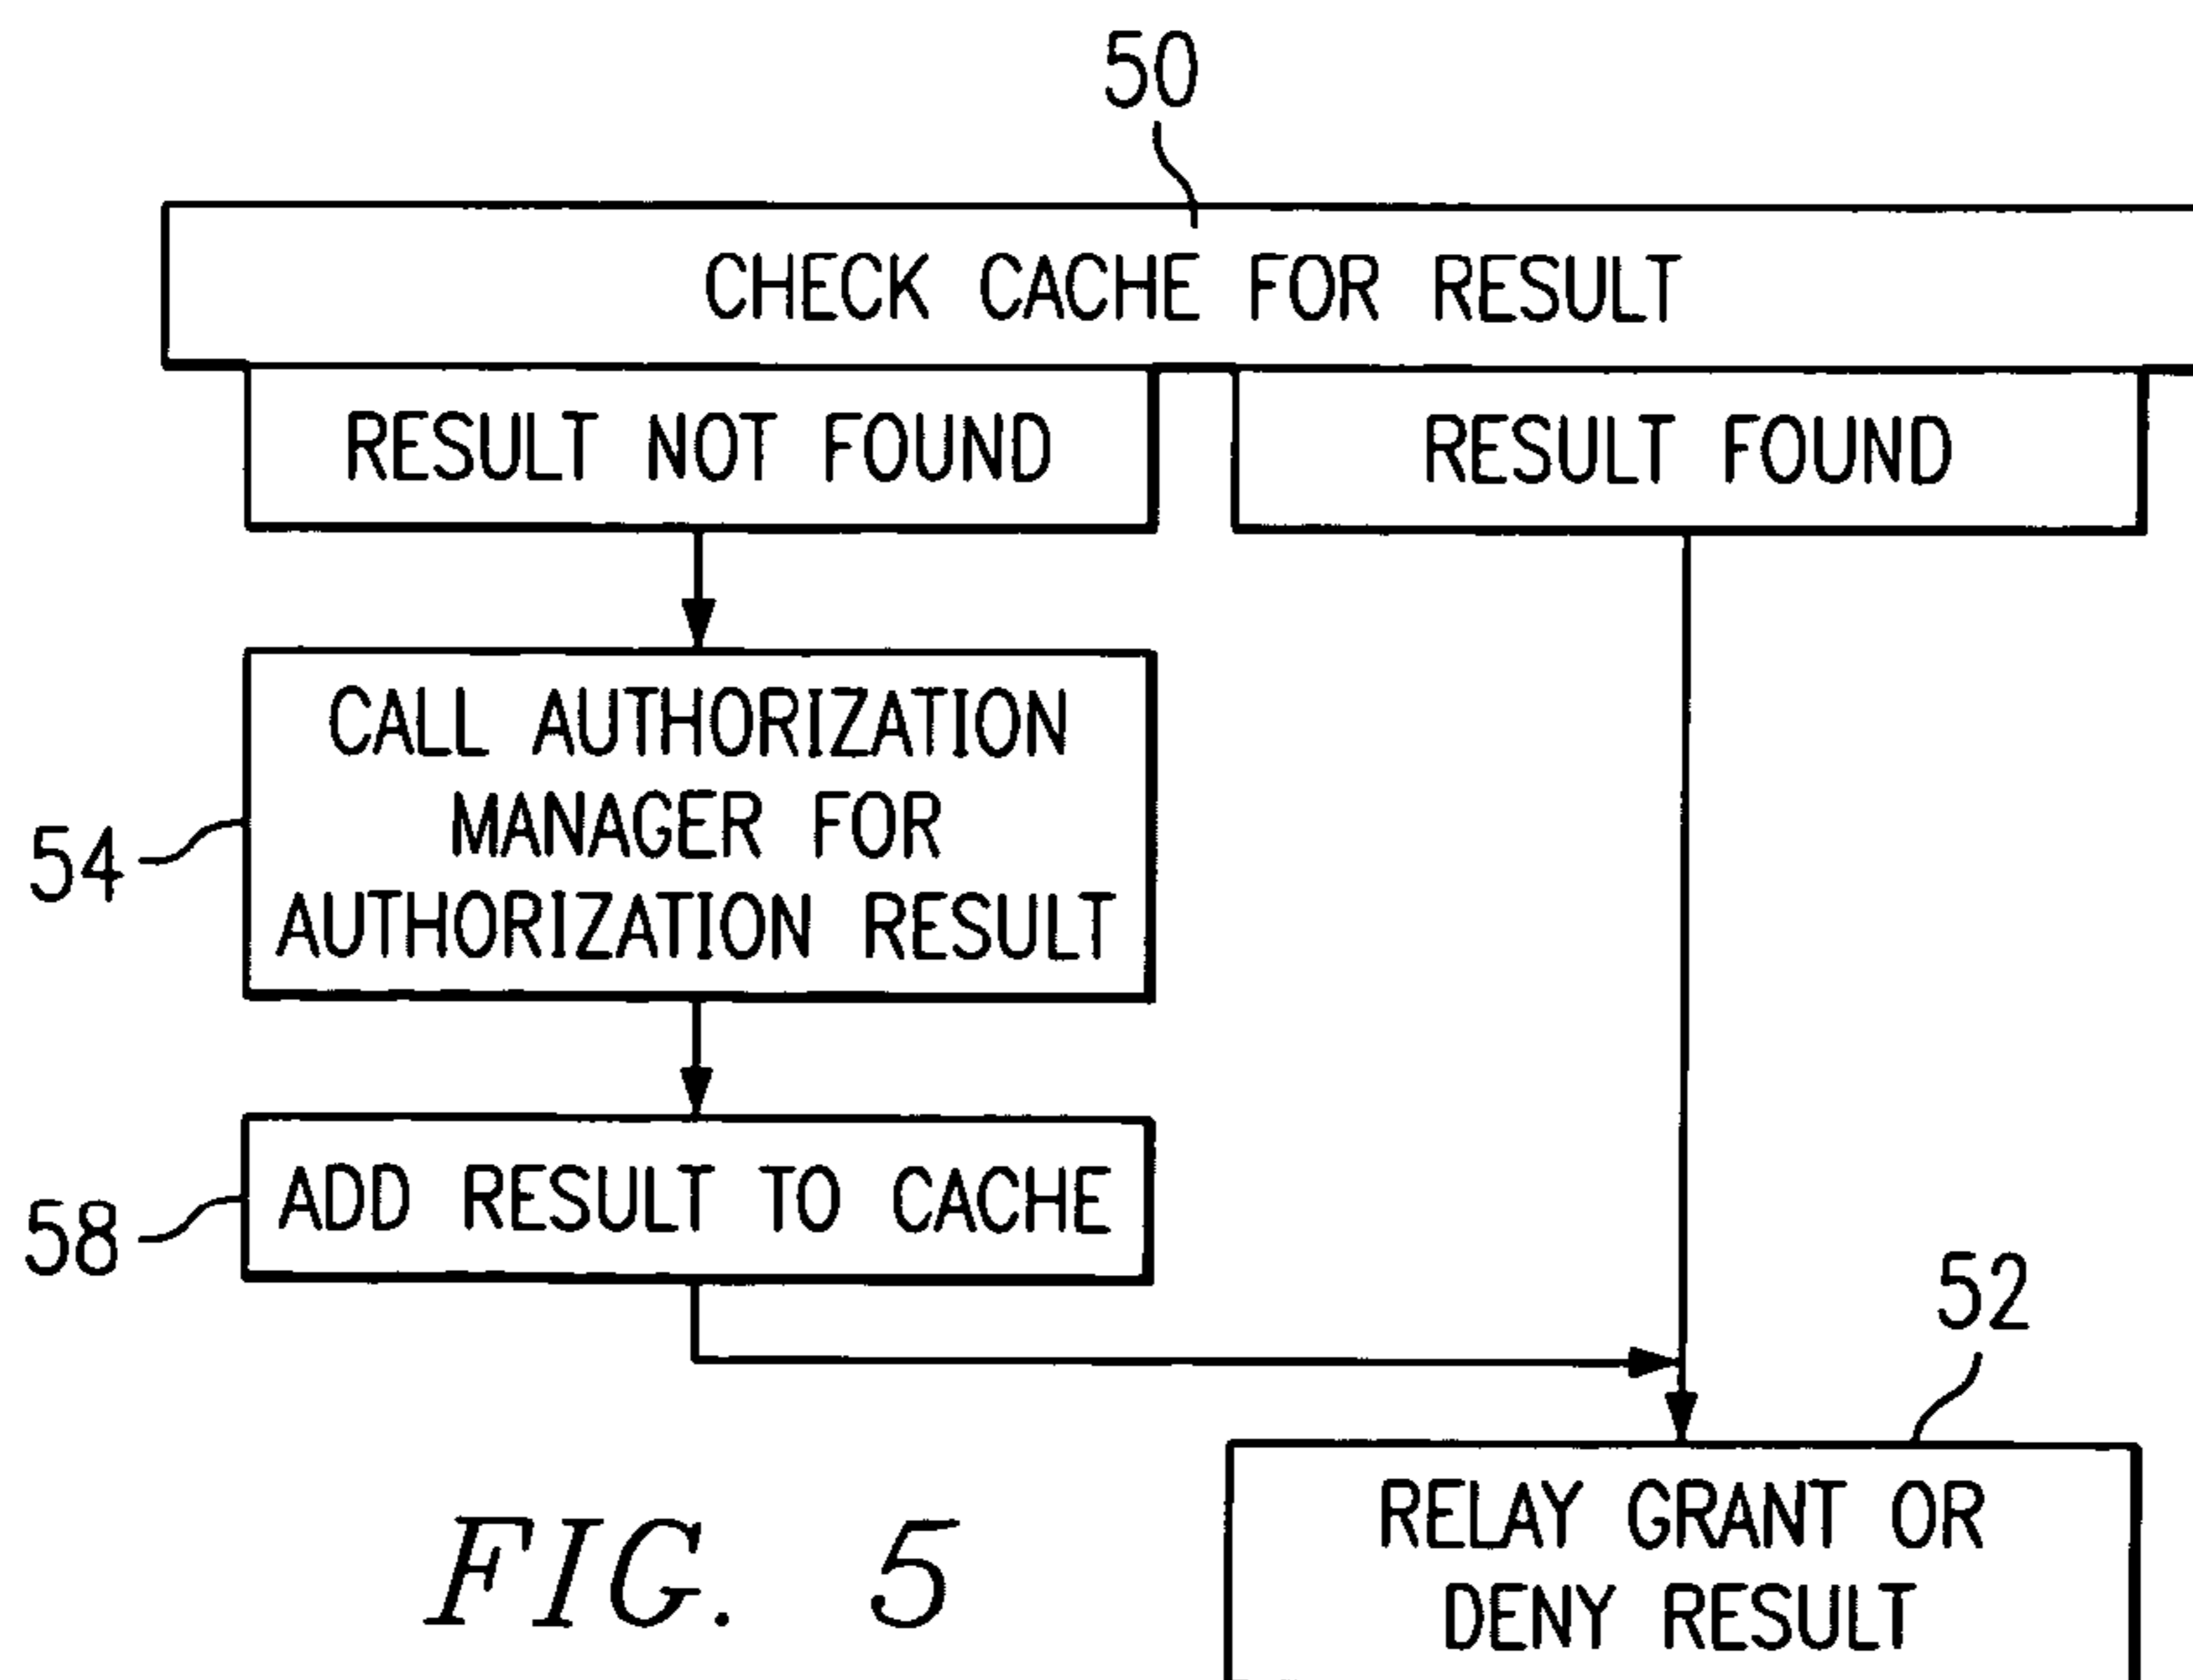 50
CHECK CACHE FOR RESULT
RESULT NOT FOUND
RESULT FOUND
CALL AUTHORIZATION
MANAGER FOR
AUTHORIZATION RESULT
54
ADD RESULT TO CACHE
58
52
RELAY GRANT OR
DENY RESULT
FIG. 5